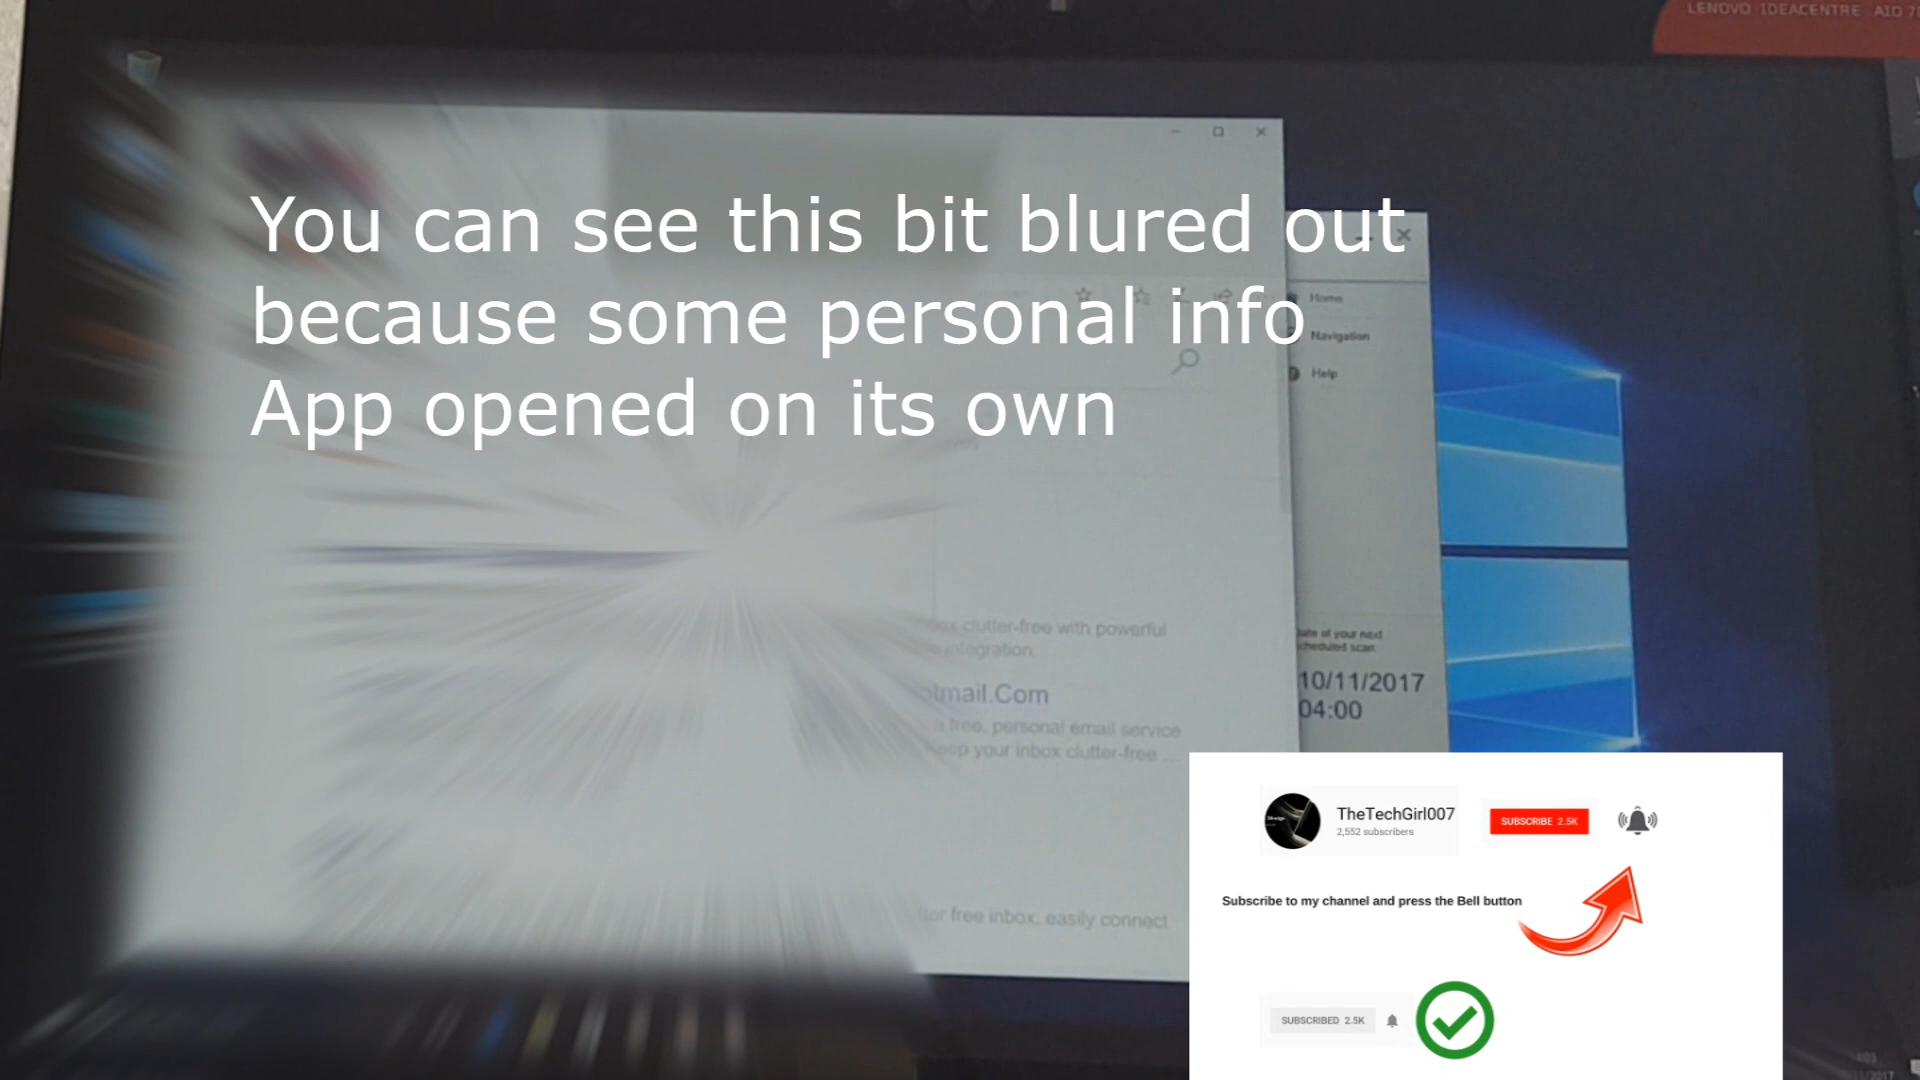 LENOVO IDEACENTRE AIO
You can see this bit blured out
because some personal info
App opened on its own
Home
Navigation
Help
clutter-free with powerful
integration.
Date of your next
scheduled scan:
10/11/2017
04:00
otmail.Com
a free, personal email service
Keep your inbox clutter-free ...
free inbox, easily connect
TheTechGirl007
2,552 subscribers
SUBSCRIBE 2.5K
Subscribe to my channel and press the Bell button
SUBSCRIBED 2.5K